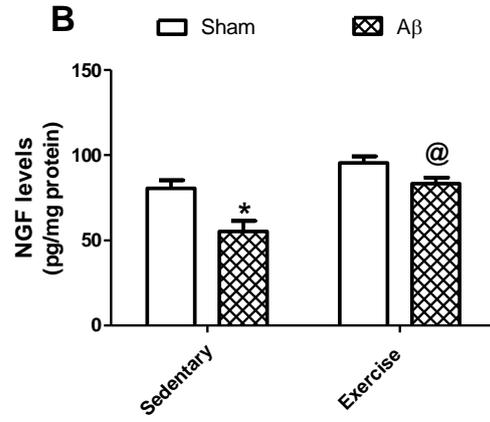 B
Sham
Aβ
NGF levels
(pg/mg protein)
150
100
50
0
*
@
Sedentary
Exercise